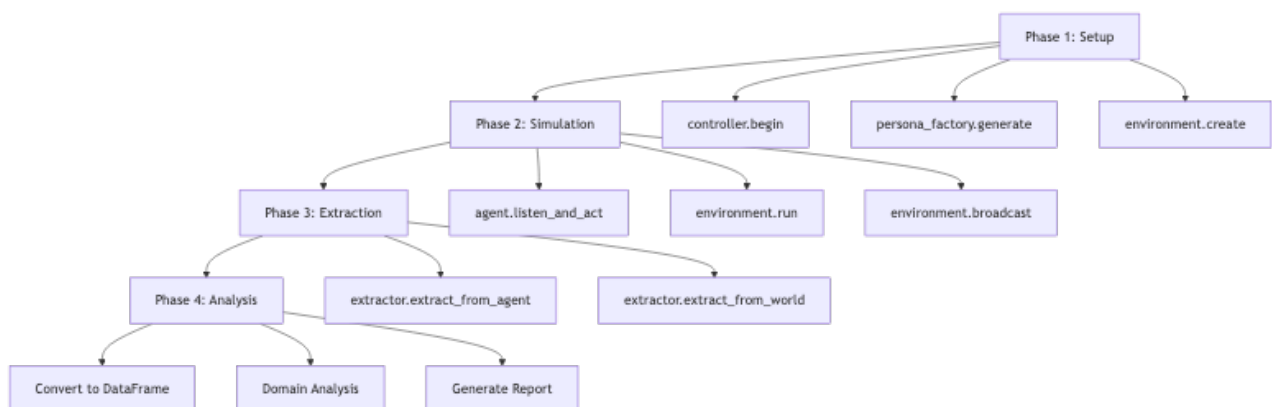 Phase 1: Setup
Phase 2: Simulation
controller.begin
persona_factory.generate
environment.create
Phase 3: Extraction
agent.listen_and_act
environment.run
environment.broadcast
Phase 4: Analysis
extractor.extract_from_agent
extractor.extract_from_world
Convert to DataFrame
Domain Analysis
Generate Report